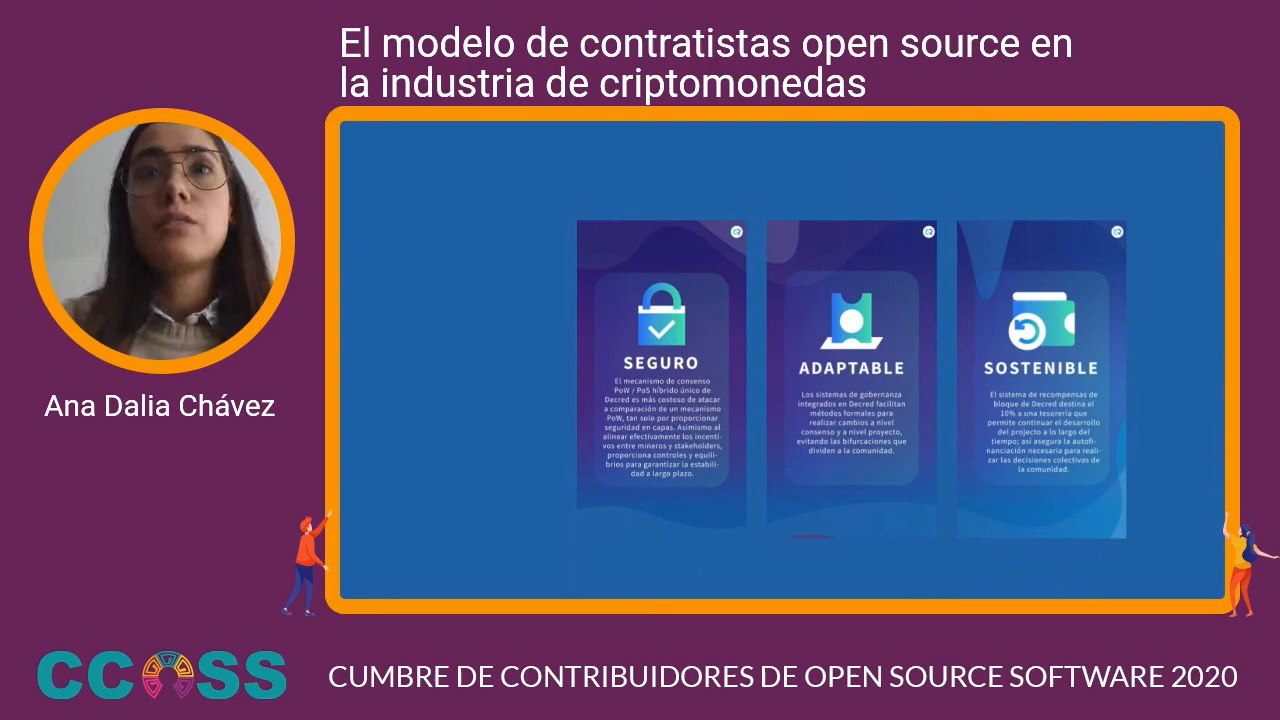 El modelo de contratistas open source en
la industria de criptomonedas
Ana Dalia Chávez
SEGURO
El mecanismo de consenso
PoW / PoS híbrido único de
Decred es más costoso de atacar
a comparación de un mecanismo
PoW, tan solo por proporcionar
seguridad en capas. Asimismo al
alinear efectivamente los incenti-
vos entre mineros y stakeholders,
proporciona controles y equili-
brios para garantizar la estabili-
dad a largo plazo.
ADAPTABLE
Los sistemas de gobernanza
integrados en Decred facilitan
métodos formales para
realizar cambios a nivel
consenso y a nivel proyecto,
evitando las bifurcaciones que
dividen a la comunidad.
SOSTENIBLE
El sistema de recompensas de
bloque de Decred destina el
10% a una tesorería que
permite continuar el desarrollo
del projecto a lo largo del
tiempo; así asegura la autofi-
nanciación necesaria para reali-
zar las decisiones colectivas de
la comunidad.
CCOSS
CUMBRE DE CONTRIBUIDORES DE OPEN SOURCE SOFTWARE 2020